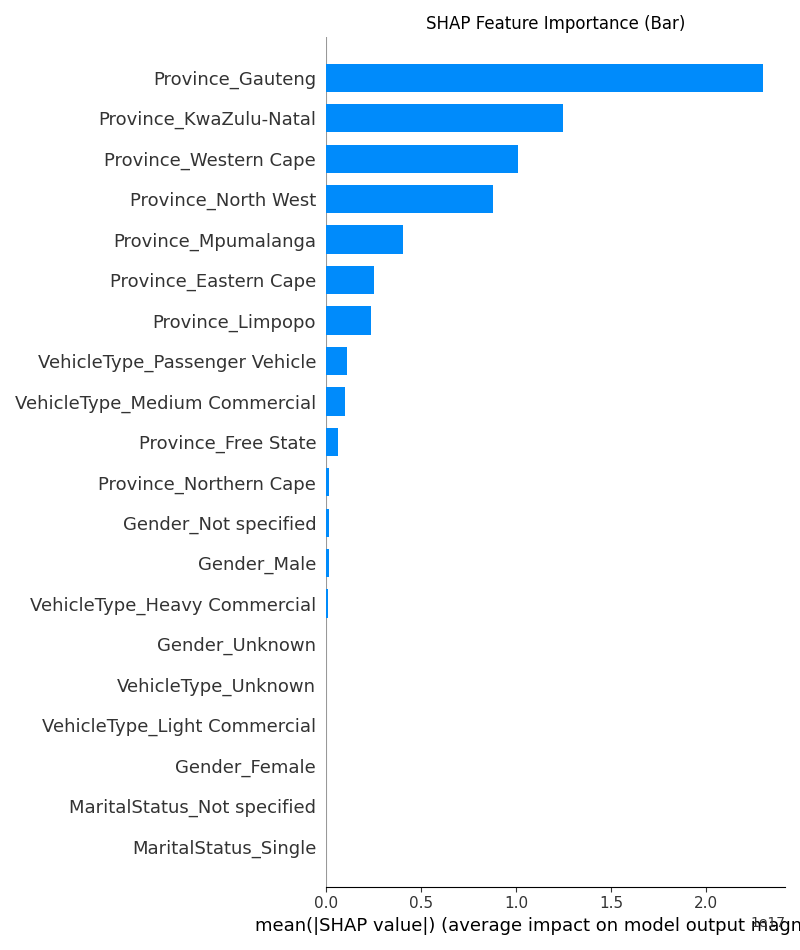 SHAP Feature Importance (Bar)
Province_Gauteng
Province_KwaZulu-Natal
Province_Western Cape
Province_North West
Province_Mpumalanga
Province_Eastern Cape
Province_Limpopo
VehicleType_Passenger Vehicle
VehicleType_Medium Commercial
Province_Free State
Province_Northern Cape
Gender_Not specified
Gender_Male
VehicleType_Heavy Commercial
Gender_Unknown
VehicleType_Unknown
VehicleType_Light Commercial
Gender_Female
MaritalStatus_Not specified
MaritalStatus_Single
0.0 0.5 1.0 1.5 2.0
1e17
mean(|SHAP value|) (average impact on model output magn